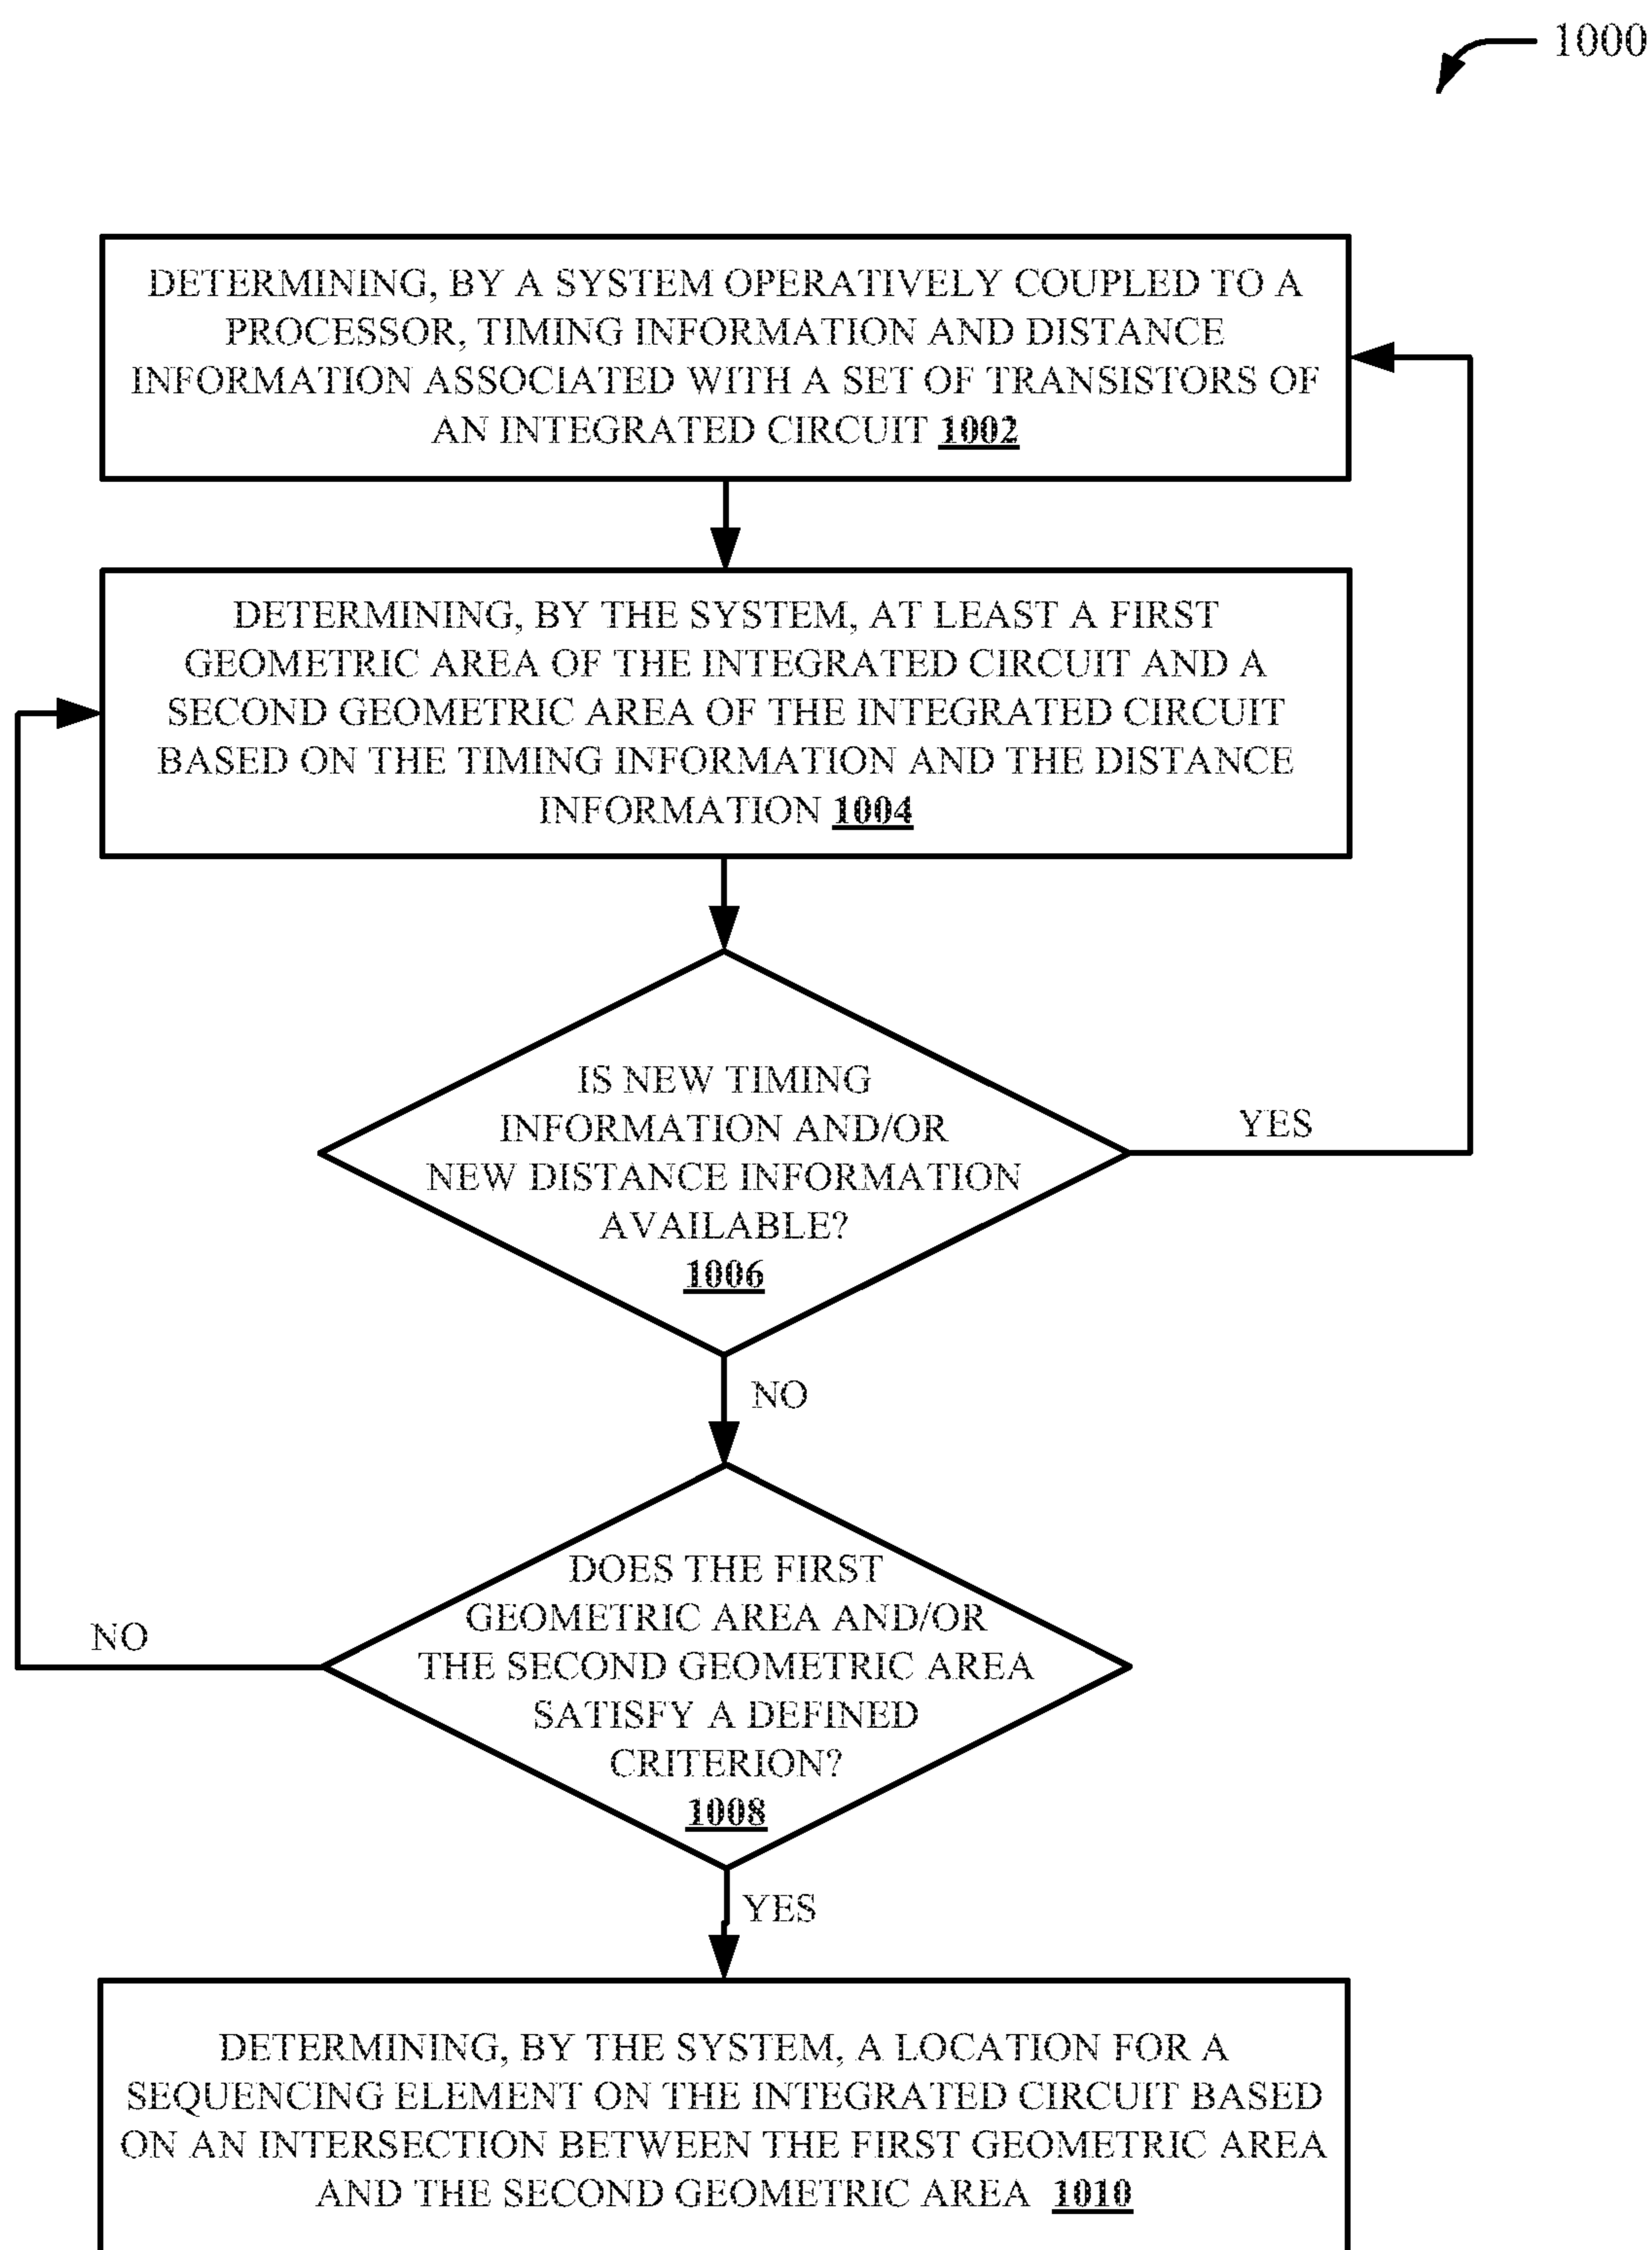 1000
DETERMINING, BY A SYSTEM OPERATIVELY COUPLED TO A
PROCESSOR, TIMING INFORMATION AND DISTANCE
INFORMATION ASSOCIATED WITH A SET OF TRANSISTORS OF
AN INTEGRATED CIRCUIT 1002
DETERMINING, BY THE SYSTEM, AT LEAST A FIRST
GEOMETRIC AREA OF THE INTEGRATED CIRCUIT AND A
SECOND GEOMETRIC AREA OF THE INTEGRATED CIRCUIT
BASED ON THE TIMING INFORMATION AND THE DISTANCE
INFORMATION 1004
IS NEW TIMING
INFORMATION AND/OR
NEW DISTANCE INFORMATION
AVAILABLE?
1006
YES
NO
DOES THE FIRST
GEOMETRIC AREA AND/OR
THE SECOND GEOMETRIC AREA
SATISFY A DEFINED
CRITERION?
1008
NO
YES
DETERMINING, BY THE SYSTEM, A LOCATION FOR A
SEQUENCING ELEMENT ON THE INTEGRATED CIRCUIT BASED
ON AN INTERSECTION BETWEEN THE FIRST GEOMETRIC AREA
AND THE SECOND GEOMETRIC AREA 1010